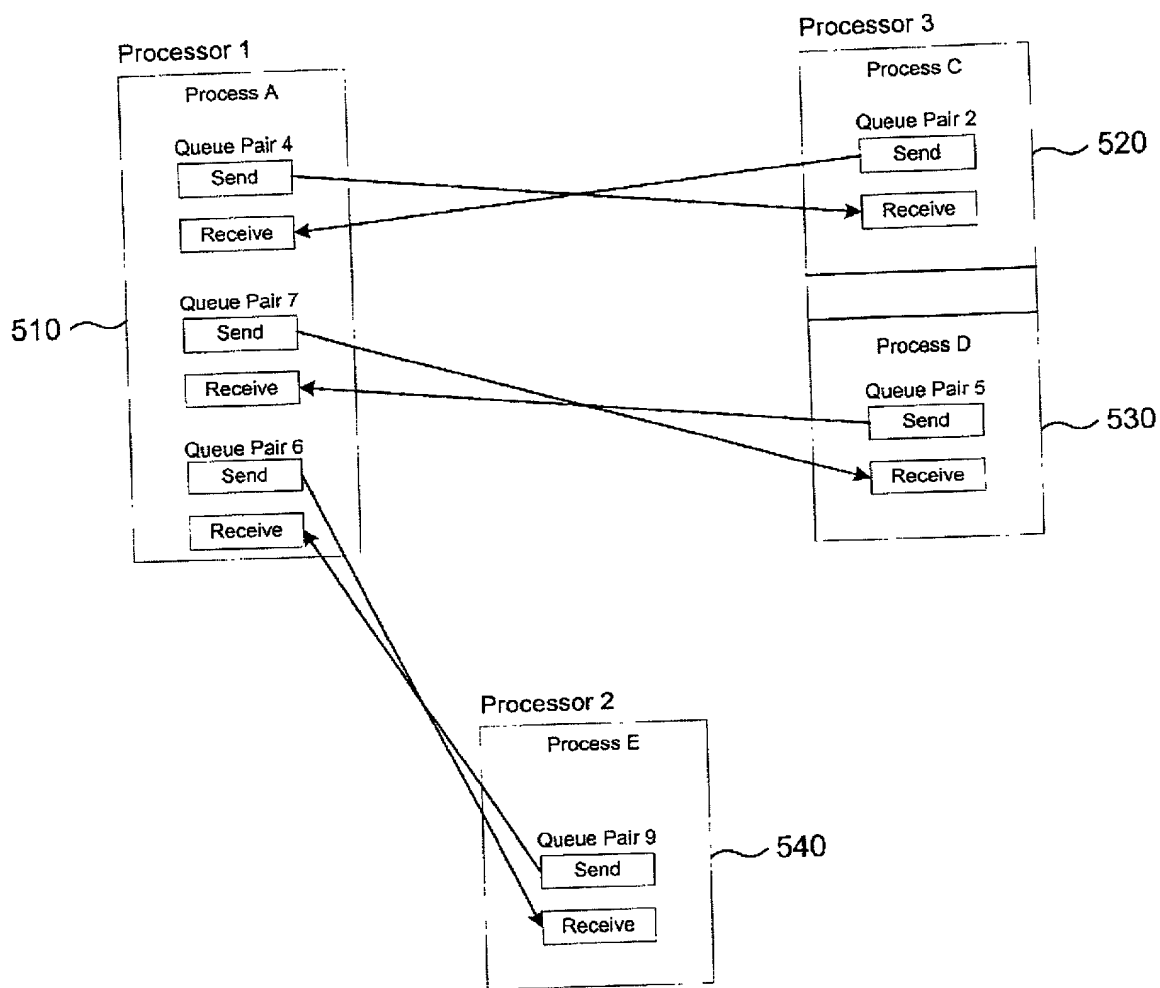 Processor 1
Process A
Queue Pair 4
Send
Receive
Queue Pair 7
Send
Receive
Queue Pair 6
Send
Receive
510
Processor 3
Process C
Queue Pair 2
Send
Receive
520
Process D
Queue Pair 5
Send
Receive
530
Processor 2
Process E
Queue Pair 9
Send
Receive
540